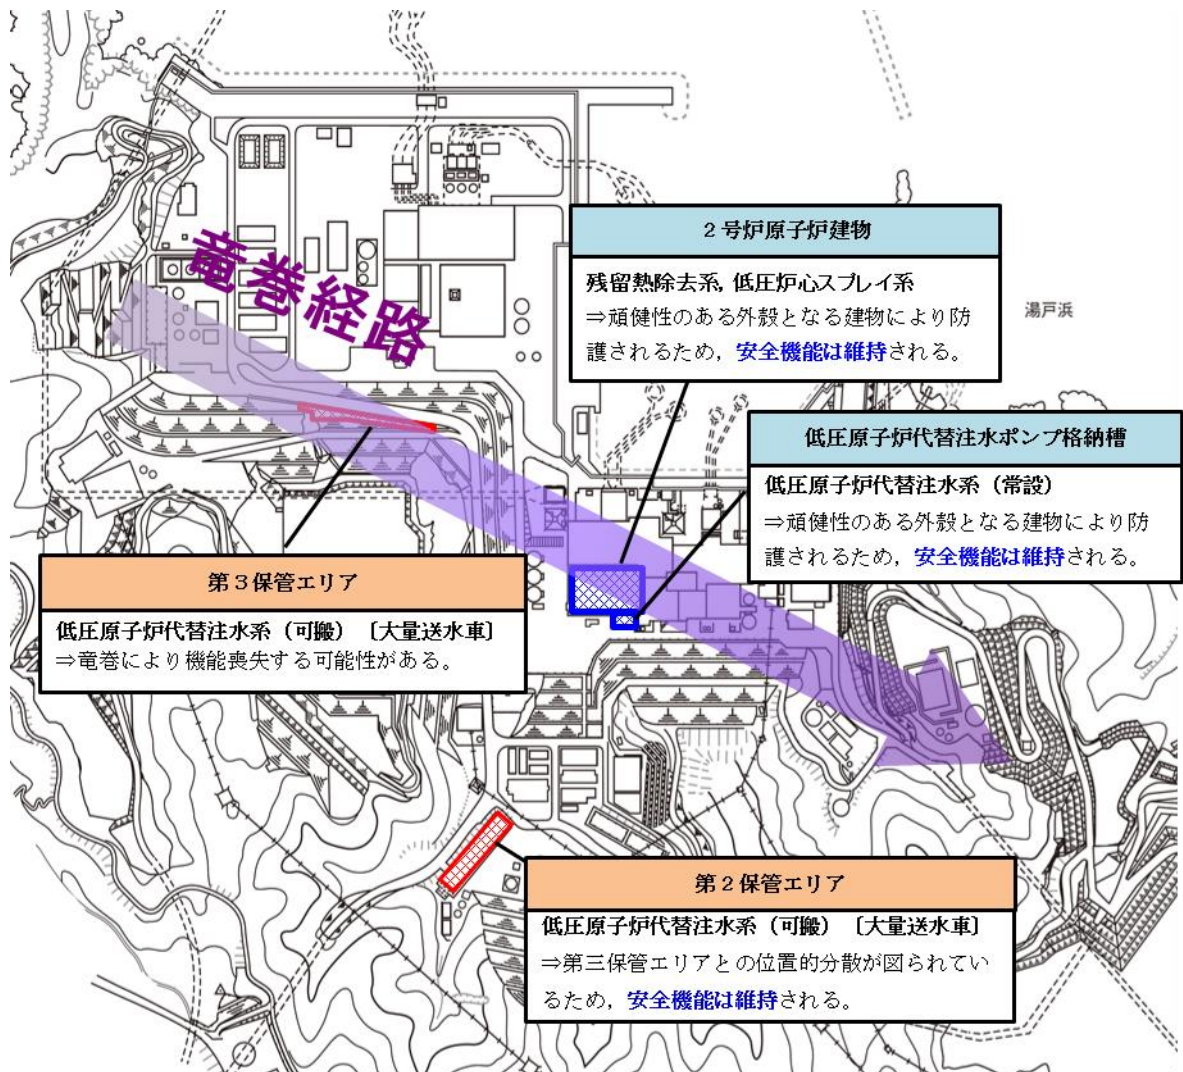 竜巻経路
2号炉原子炉建物
残留熱除去系,低圧炉心スプレイ系
⇒頑健性のある外殻となる建物により防
護されるため,安全機能は維持される。
湯戸浜
低圧原子炉代替注水ポンプ格納槽
低圧原子炉代替注水系(常設)
⇒頑健性のある外殻となる建物により防
護されるため,安全機能は維持される。
第3保管エリア
低圧原子炉代替注水系(可搬)〔大量送水車〕
⇒竜巻により機能喪失する可能性がある。
第2保管エリア
低圧原子炉代替注水系(可搬)〔大量送水車〕
⇒第三保管エリアとの位置的分散が図られてい
るため,安全機能は維持される。